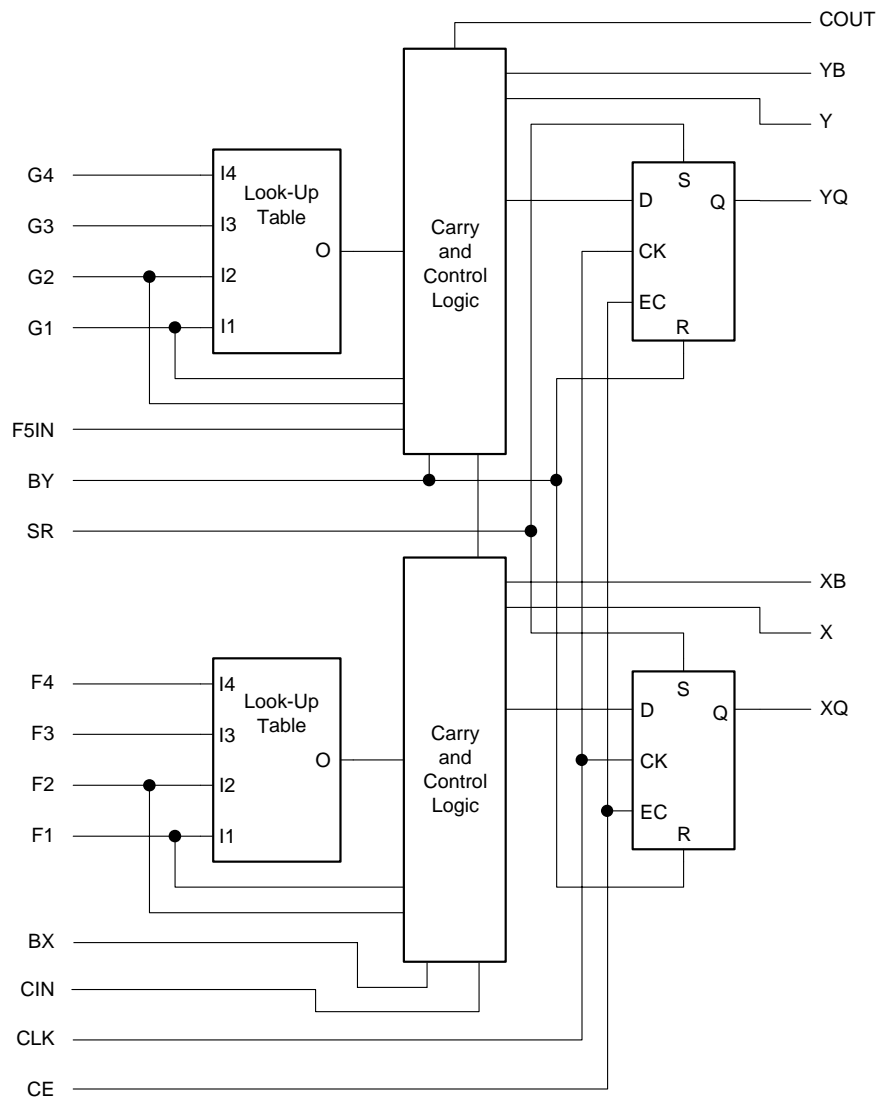 COUT
YB
Y
G4
I4
Look-Up
Table
S
G3
I3
D
Q
YQ
O
Carry
and
Control
Logic
CK
G2
I2
EC
G1
I1
R
F5IN
BY
SR
XB
X
F4
I4
Look-Up
Table
S
F3
I3
D
Q
XQ
O
Carry
and
Control
Logic
CK
F2
I2
EC
F1
I1
R
BX
CIN
CLK
CE